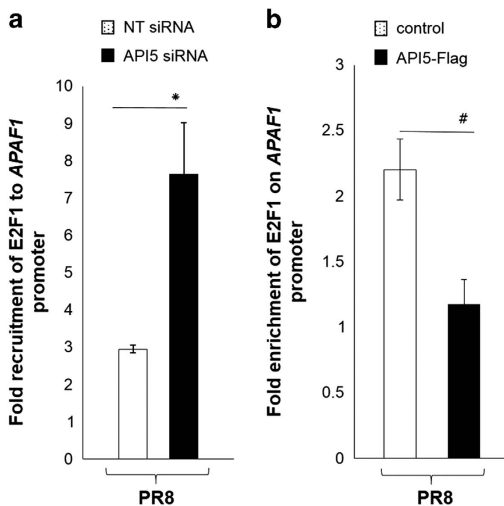 a
NT siRNA
API5 siRNA
Fold recruitment of E2F1 to APAF1
promoter
10
9
8
7
6
5
4
3
2
1
0
*
PR8
b
control
API5-Flag
Fold enrichment of E2F1 on APAF1
promoter
3
2.5
2
1.5
1
0.5
0
#
PR8